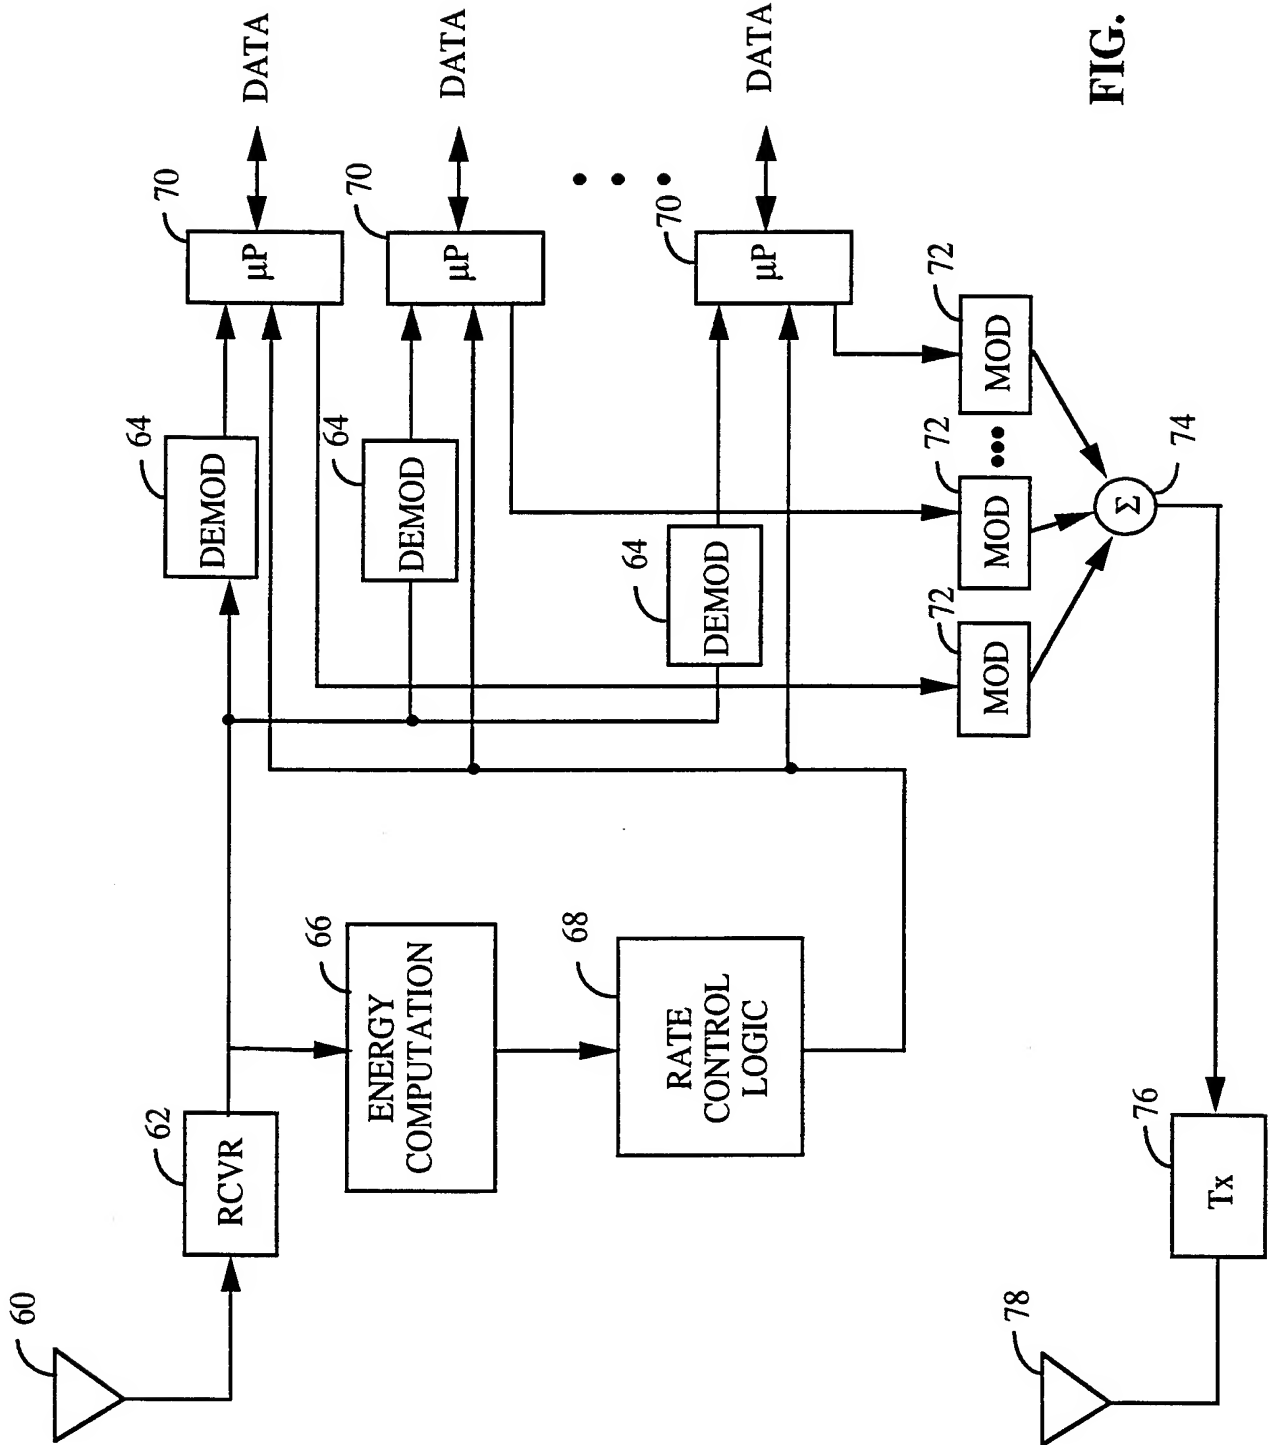 60
62
RCVR
66
ENERGY
COMPUTATION
68
RATE
CONTROL
LOGIC
64
DEMOD
64
DEMOD
64
DEMOD
70
μP
DATA
70
μP
DATA
70
μP
DATA
72
MOD
72
MOD
72
MOD
Σ
74
76
Tx
78
FIG.